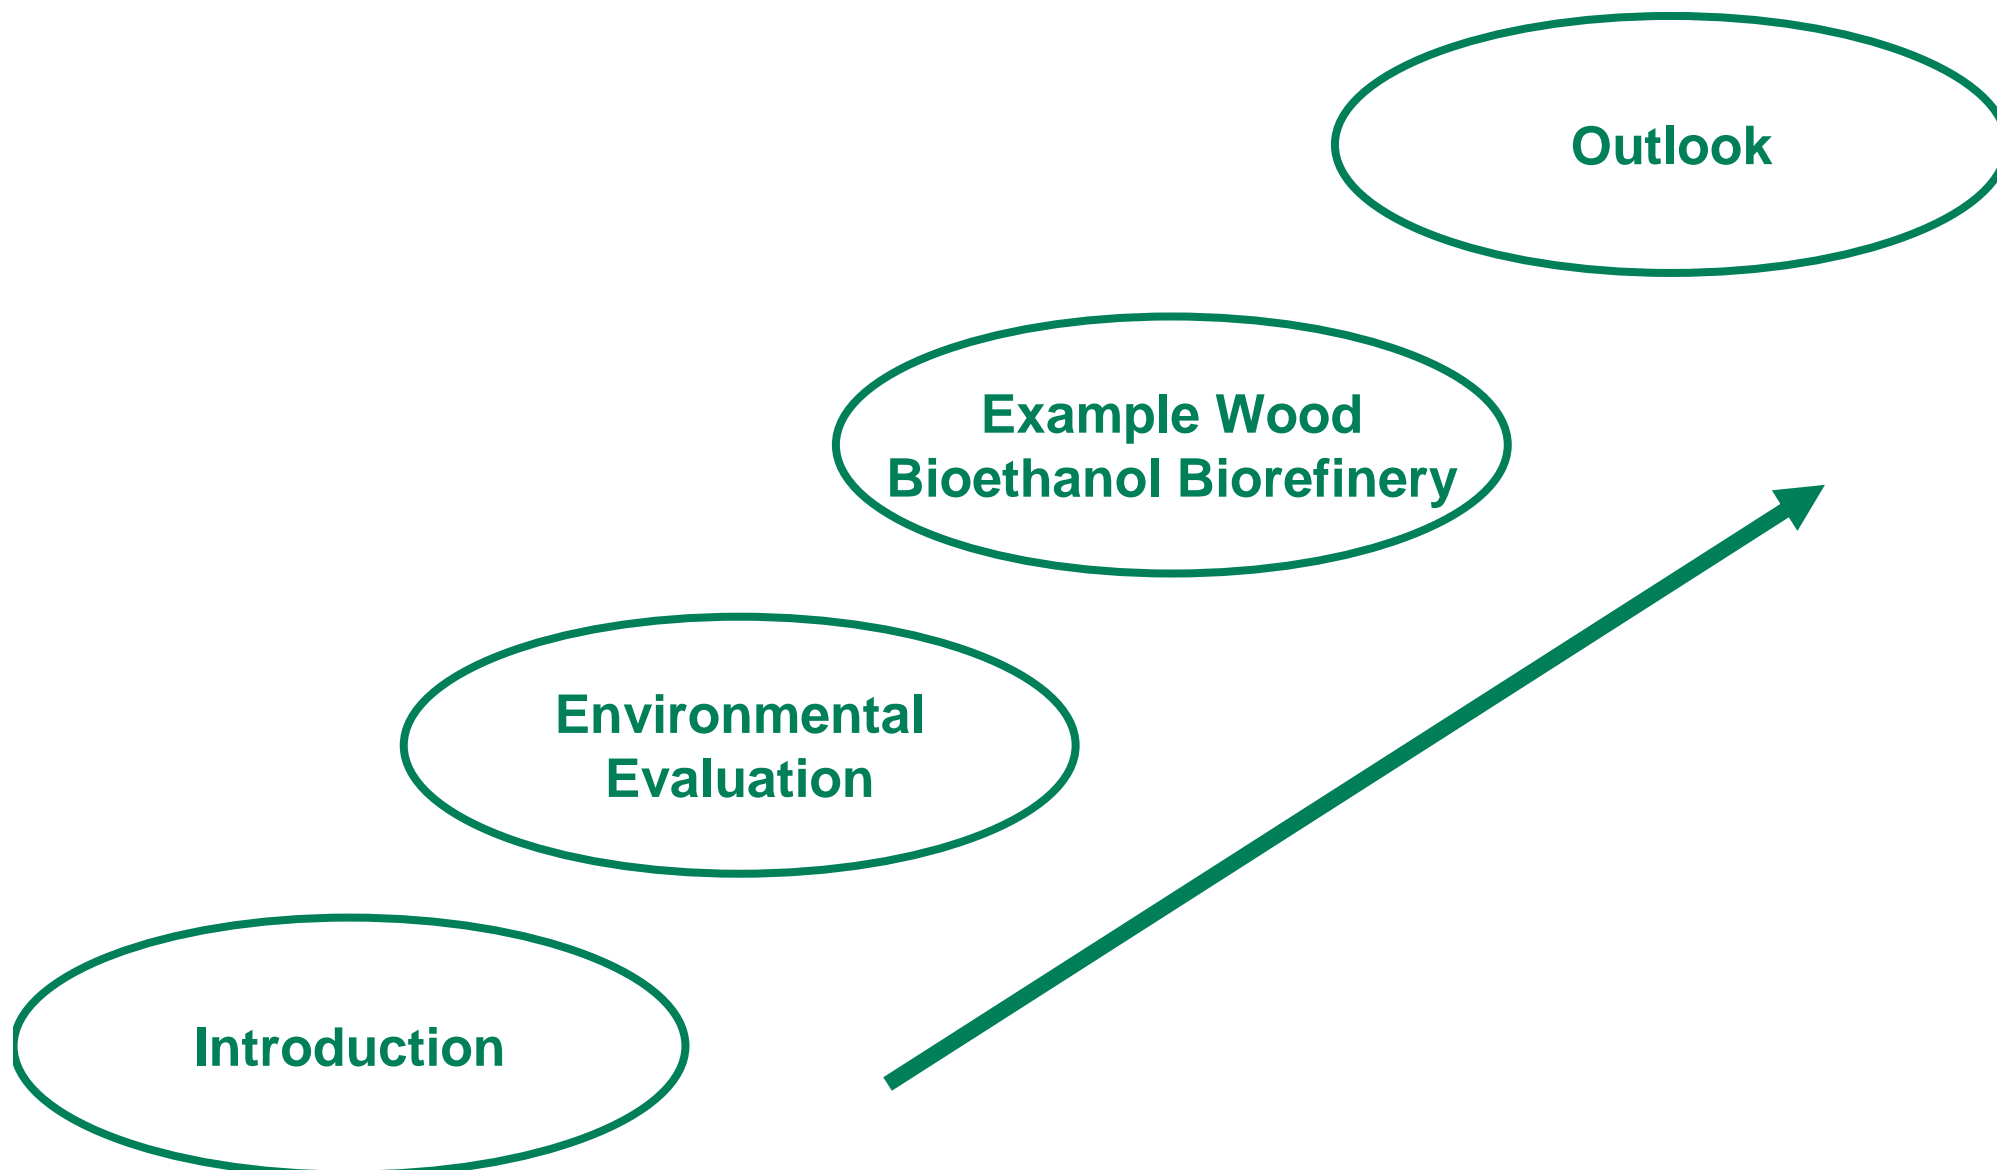 Outlook
Example Wood
Bioethanol Biorefinery
Environmental
Evaluation
Introduction